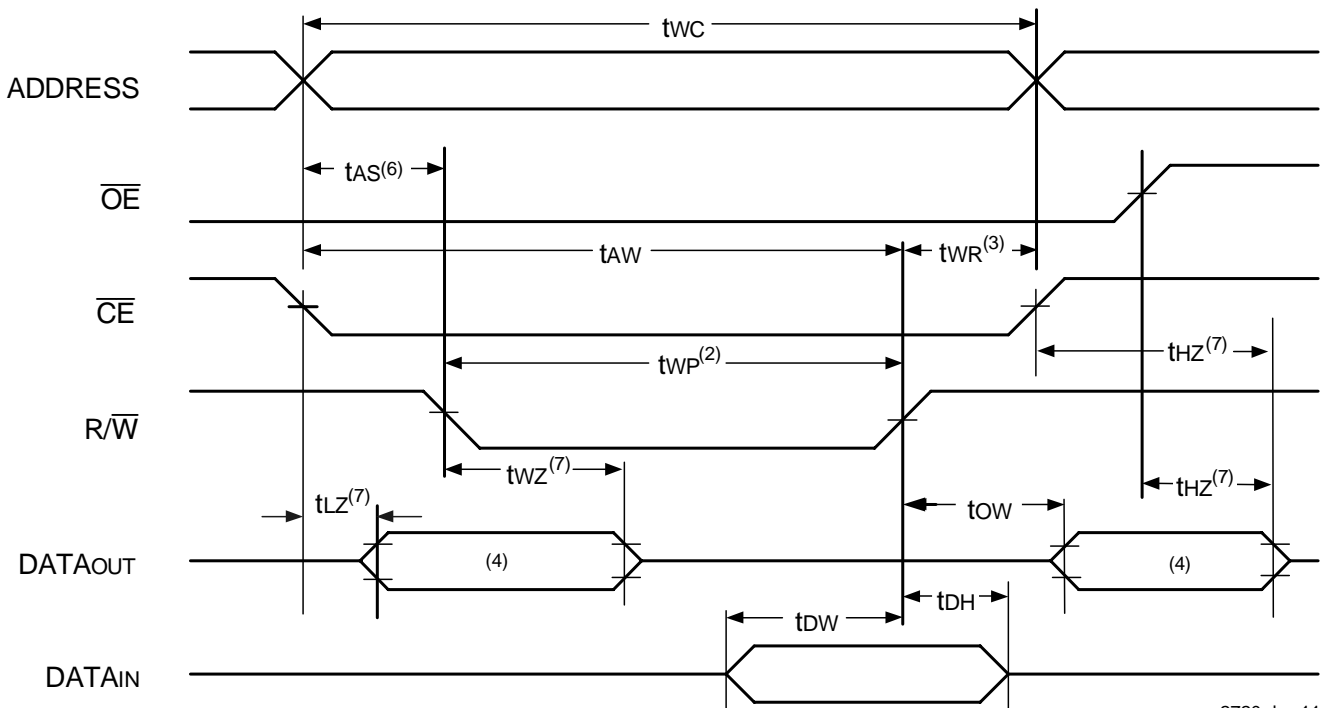 tWC
ADDRESS
tAS(6)
OE
tAW
tWR(3)
CE
tWP(2)
tHZ(7)
R/W
tWZ(7)
tLZ(7)
tHZ(7)
tOW
DATAOUT
(4)
(4)
tDH
tDW
DATAIN